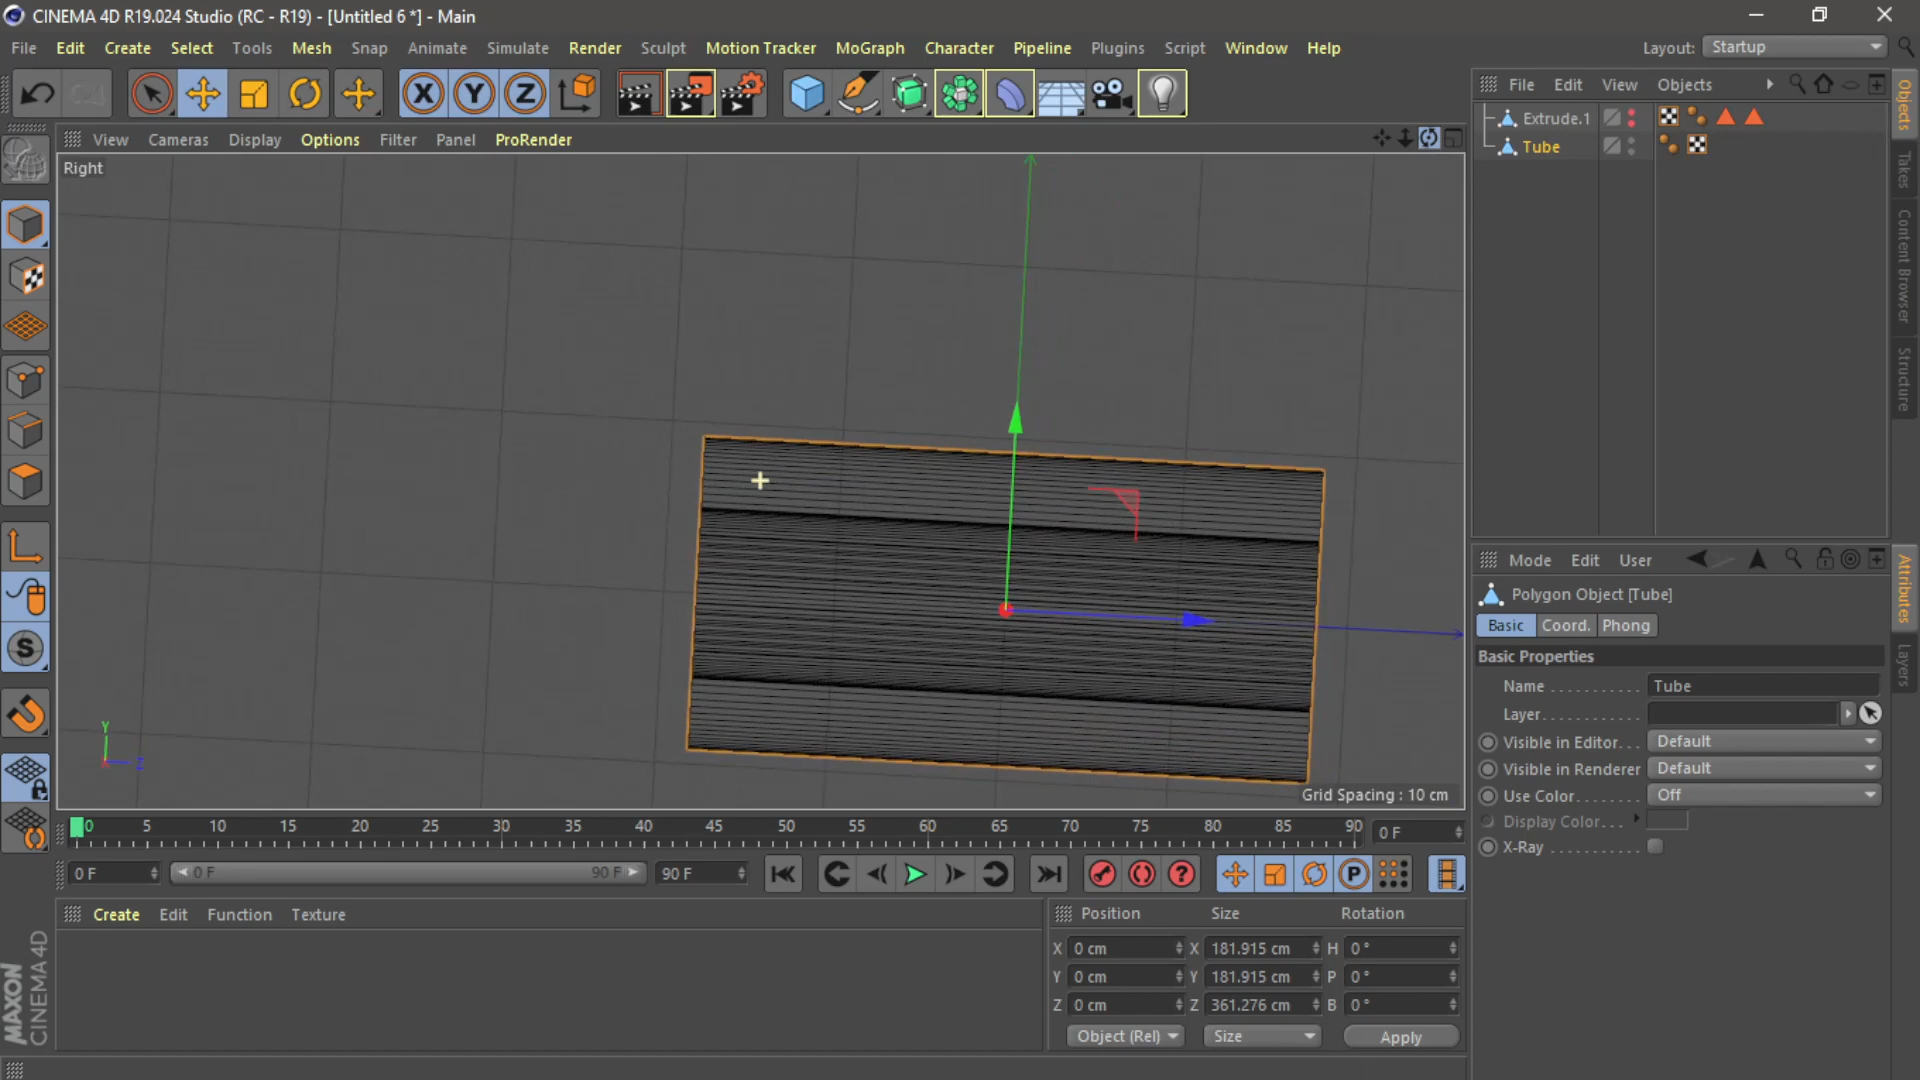 CINEMA 4D R19.024 Studio (RC - R19) - [Untitled 6 *] - Main
File Edit Create Select Tools Mesh Snap Animate Simulate Render Sculpt Motion Tracker MoGraph Character Pipeline Plugins Script Window Help
Layout: Startup
View Cameras Display Options Filter Panel ProRender
Right
Y
Z
Grid Spacing : 10 cm
0 5 10 15 20 25 30 35 40 45 50 55 60 65 70 75 80 85 90 0 F
0 F 0 F 90 F 90 F
Create Edit Function Texture
MAXON
CINEMA 4D
Position Size Rotation
X 0 cm X 181.915 cm H 0 °
Y 0 cm Y 181.915 cm P 0 °
Z 0 cm Z 361.276 cm B 0 °
Object (Rel) Size Apply
File Edit View Objects
Extrude.1
Tube
Objects
Takes
Content Browser
Structure
Mode Edit User
Polygon Object [Tube]
Basic Coord. Phong
Basic Properties
Name . . . . . . . . . . . Tube
Layer. . . . . . . . . . . .
Visible in Editor. . . Default
Visible in Renderer Default
Use Color. . . . . . . Off
Display Color. . .
X-Ray . . . . . . . . . .
Attributes
Layers